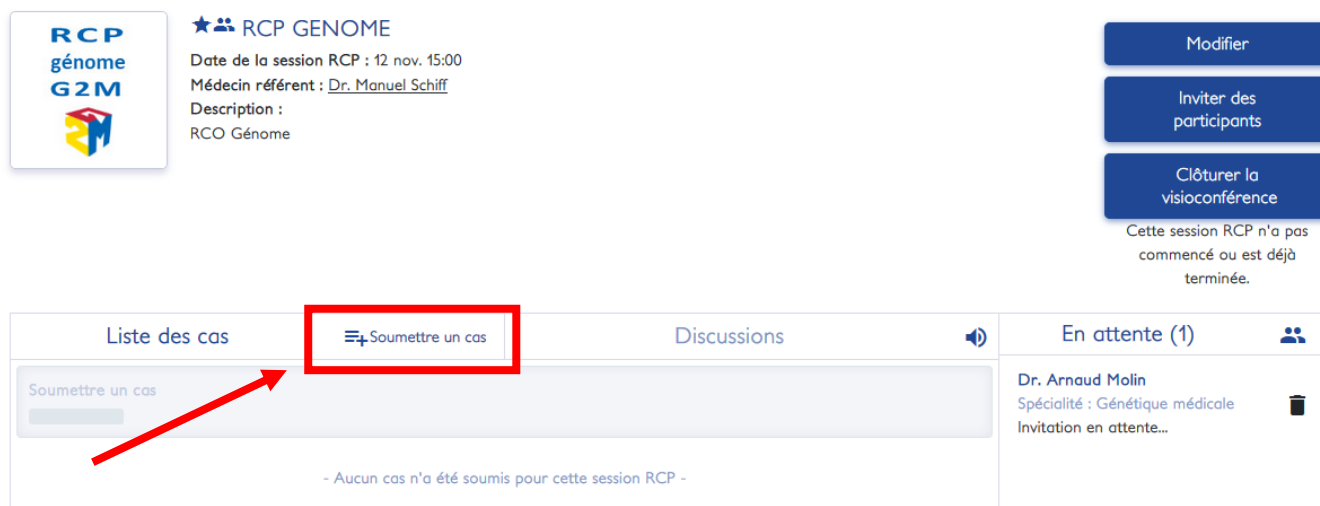 RCP
génome
G2M
2M
RCP GENOME
Date de la session RCP : 12 nov. 15:00
Médecin référent : Dr. Manuel Schiff
Description :
RCO Génome
Modifier
Inviter des
participants
Clôturer la
visioconférence
Cette session RCP n'a pas
commencé ou est déjà
terminée.
Liste des cas
Soumettre un cas
Discussions
En attente (1)
Soumettre un cas
- Aucun cas n'a été soumis pour cette session RCP -
Dr. Arnaud Molin
Spécialité : Génétique médicale
Invitation en attente...